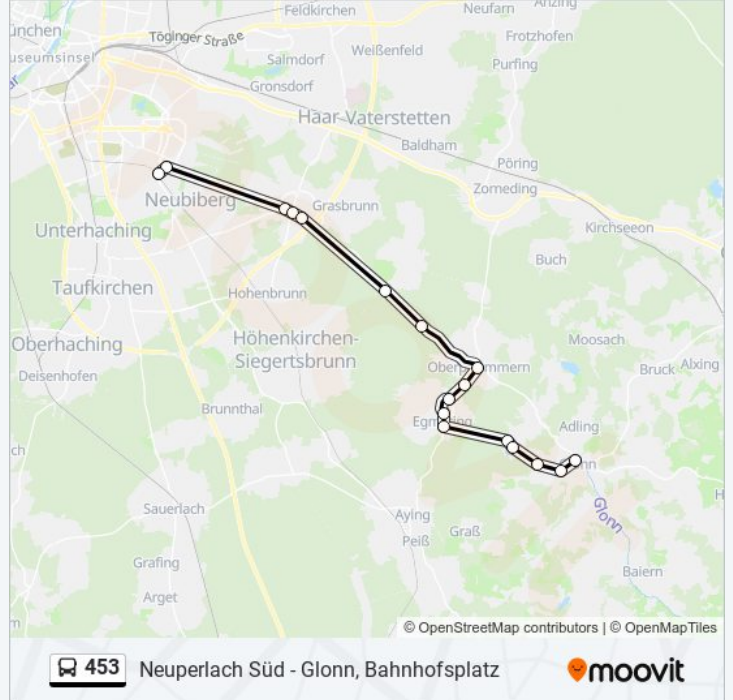 Feldkirchen
Neufarn
Anzing
ünchen
Töginger Straße
Frotzhofen
useumsinsel
Salmdorf
Weißenfeld
Purfing
Gronsdorf
Haar Vaterstetten
Baldham
Pöring
Zorneding
Neubiberg
Grasbrunn
Kirchseeon
Unterhaching
Buch
Taufkirchen
Hohenbrunn
Oberhaching
Höhenkirchen-
Siegertsbrunn
Moosach
Deisenhofen
Bruck
Alxing
Brunnthal
Adling
ch
Sauerlach
Glonn
Aying
Graß
Peiß
Grafing
Baiern
Arget
m
© OpenStreetMap contributors | © OpenMapTiles
453 Neuperlach Süd - Glonn, Bahnhofsplatz
moovit